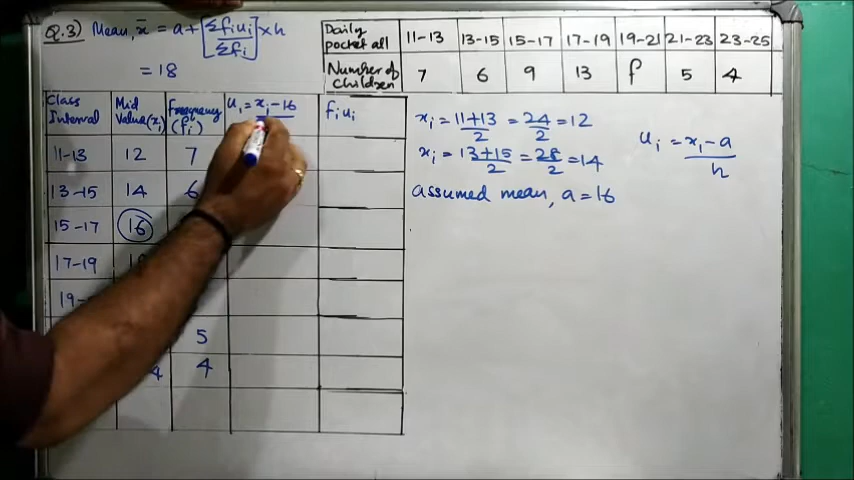 Q.3) Mean, x̄ = a + [Σfiui / Σfi] × h
= 18
Daily pocket all 11-13 13-15 15-17 17-19 19-21 21-23 23-25
Number of children 7 6 9 13 f 5 4
Class Interval Mid Value (xi) Frequency (fi) ui = xi - 16 fiui
11-13 12 7
13-15 14 6
15-17 16
17-19
5
4
xi = 11+13/2 = 24/2 = 12
xi = 13+15/2 = 28/2 = 14
assumed mean, a = 16
ui = xi - a / h